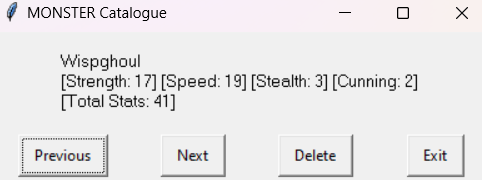 MONSTER Catalogue
Wispghoul
[Strength: 17] [Speed: 19] [Stealth: 3] [Cunning: 2]
[Total Stats: 41]
Previous Next Delete Exit